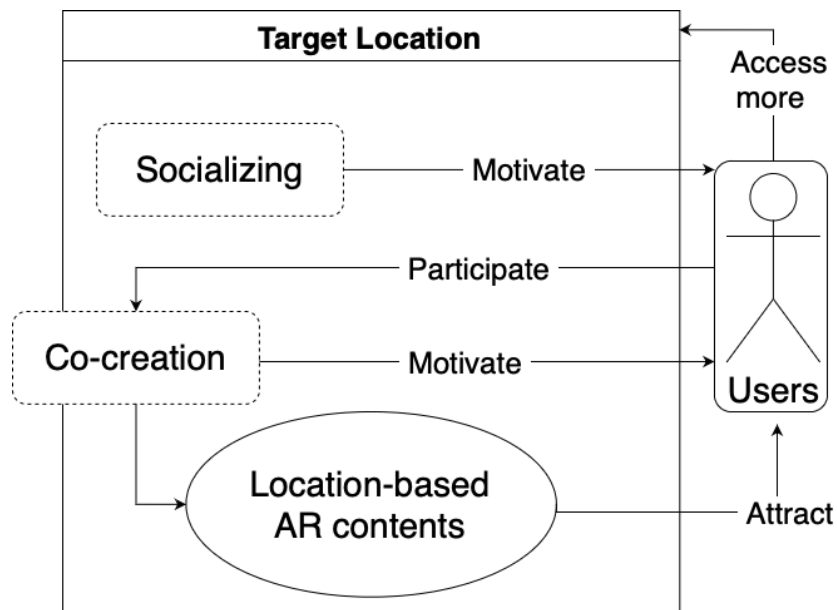 Target Location
Access
more
Socializing
Motivate
Participate
Co-creation
Motivate
Users
Location-based
AR contents
Attract